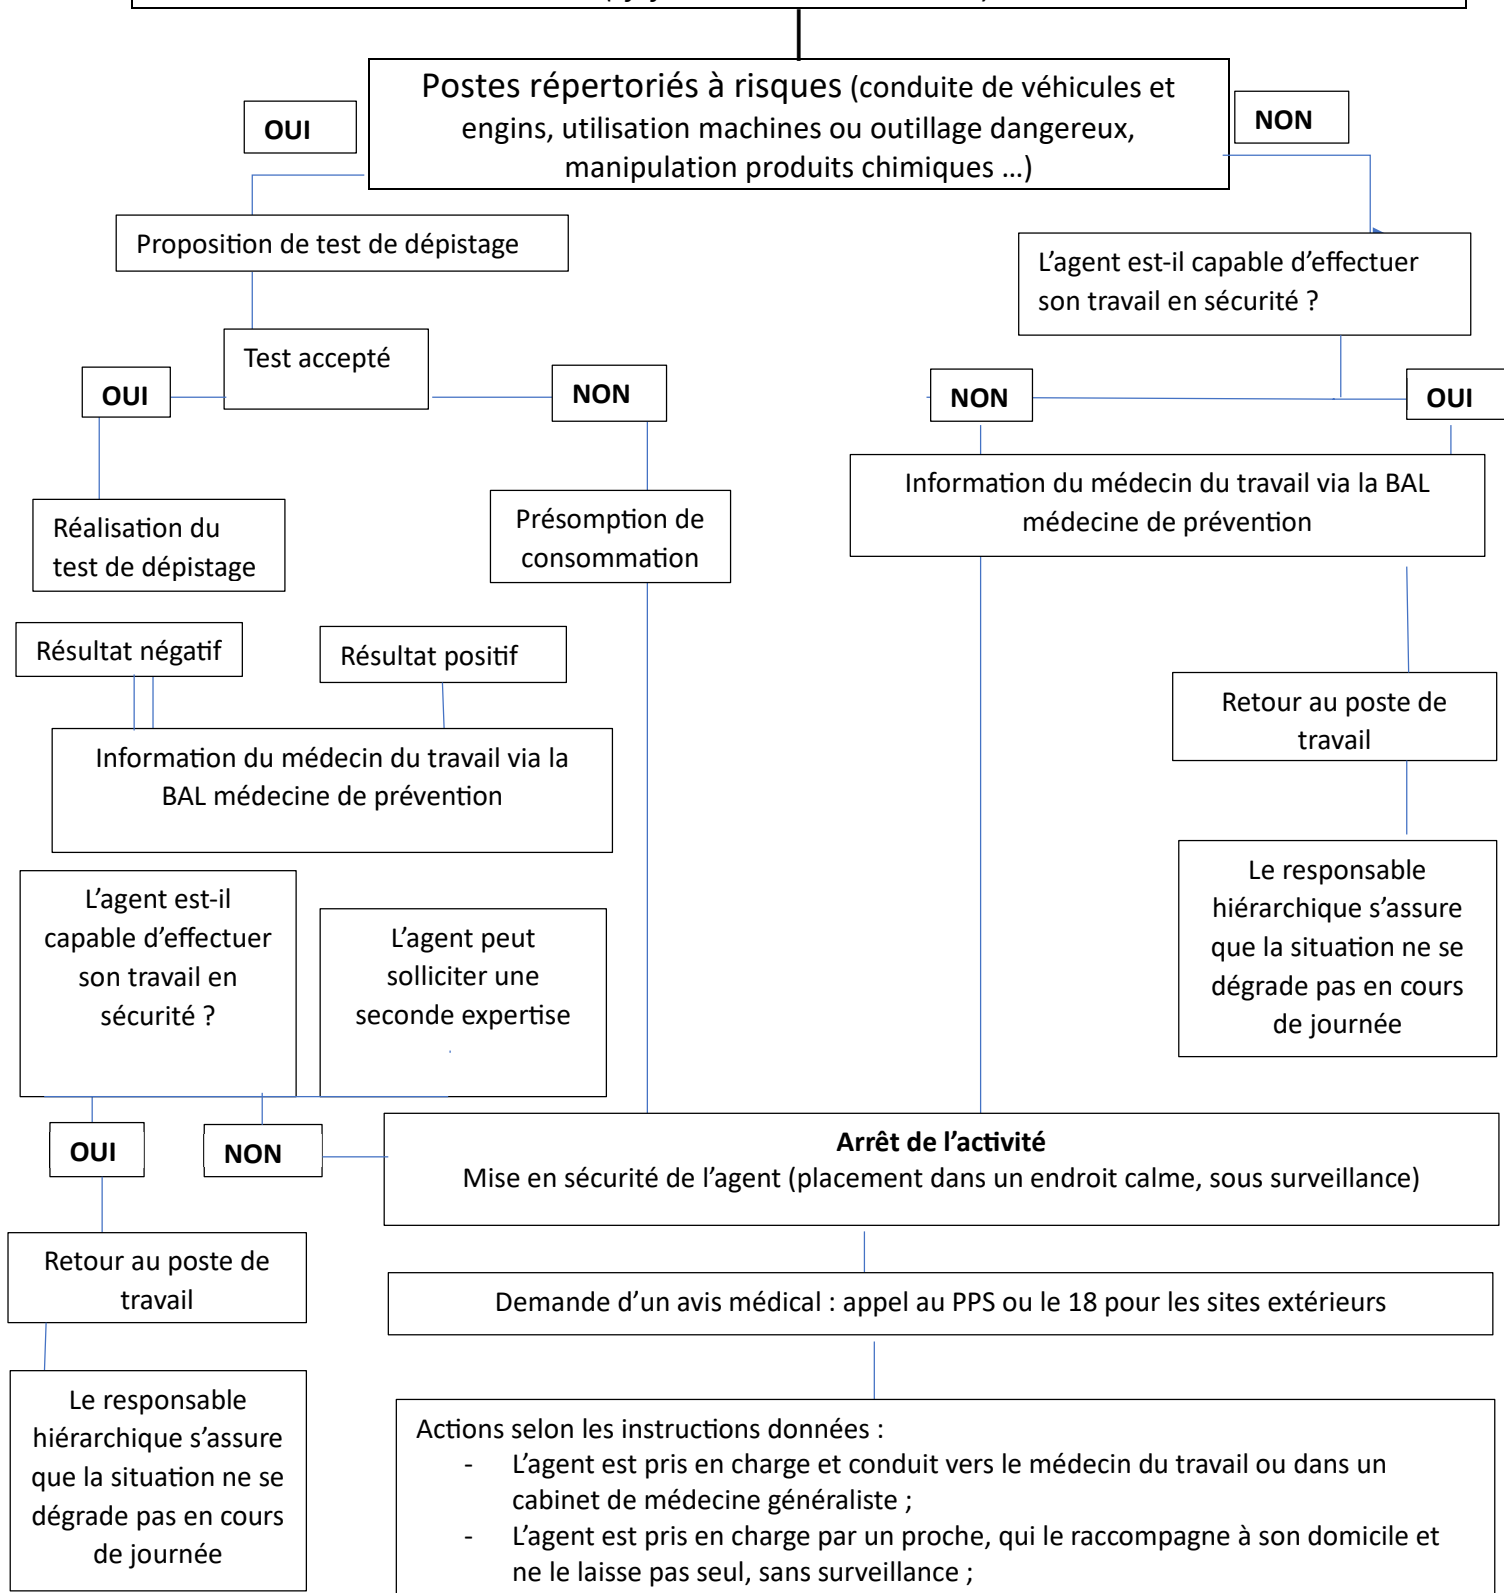 Postes répertoriés à risques (conduite de véhicules et
engins, utilisation machines ou outillage dangereux,
manipulation produits chimiques …)
OUI
NON
Proposition de test de dépistage
L’agent est-il capable d’effectuer
son travail en sécurité ?
Test accepté
OUI
NON
NON
OUI
Information du médecin du travail via la BAL
médecine de prévention
Réalisation du
test de dépistage
Présomption de
consommation
Résultat négatif
Résultat positif
Retour au poste de
travail
Information du médecin du travail via la
BAL médecine de prévention
Le responsable
hiérarchique s’assure
que la situation ne se
dégrade pas en cours
de journée
L’agent est-il
capable d’effectuer
son travail en
sécurité ?
L’agent peut
solliciter une
seconde expertise
OUI
NON
Arrêt de l’activité
Mise en sécurité de l’agent (placement dans un endroit calme, sous surveillance)
Retour au poste de
travail
Demande d’un avis médical : appel au PPS ou le 18 pour les sites extérieurs
Le responsable
hiérarchique s’assure
que la situation ne se
dégrade pas en cours
de journée
Actions selon les instructions données :
- L’agent est pris en charge et conduit vers le médecin du travail ou dans un
cabinet de médecine généraliste ;
- L’agent est pris en charge par un proche, qui le raccompagne à son domicile et
ne le laisse pas seul, sans surveillance ;